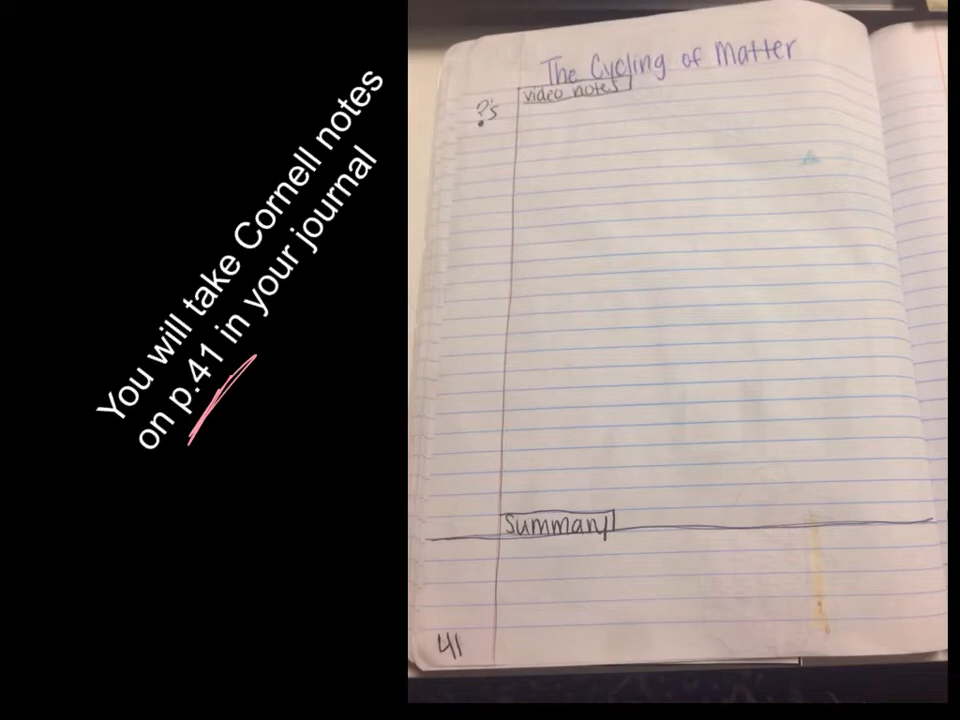 You will take Cornell notes
on p.41 in your journal
The Cycling of Matter
video notes
?'s
Summary
41